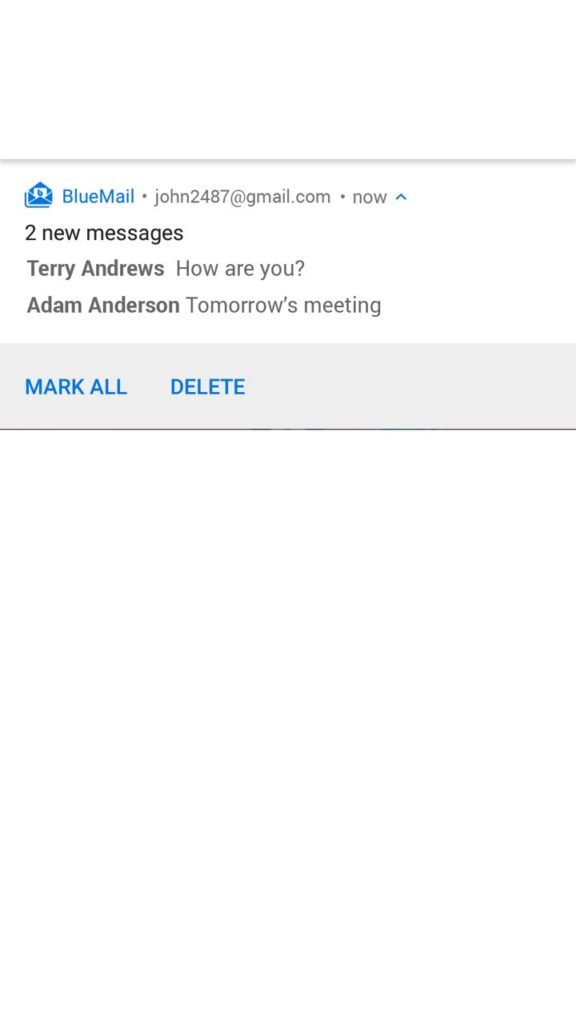 BlueMail • john2487@gmail.com • now
2 new messages
Terry Andrews How are you?
Adam Anderson Tomorrow’s meeting
MARK ALL DELETE